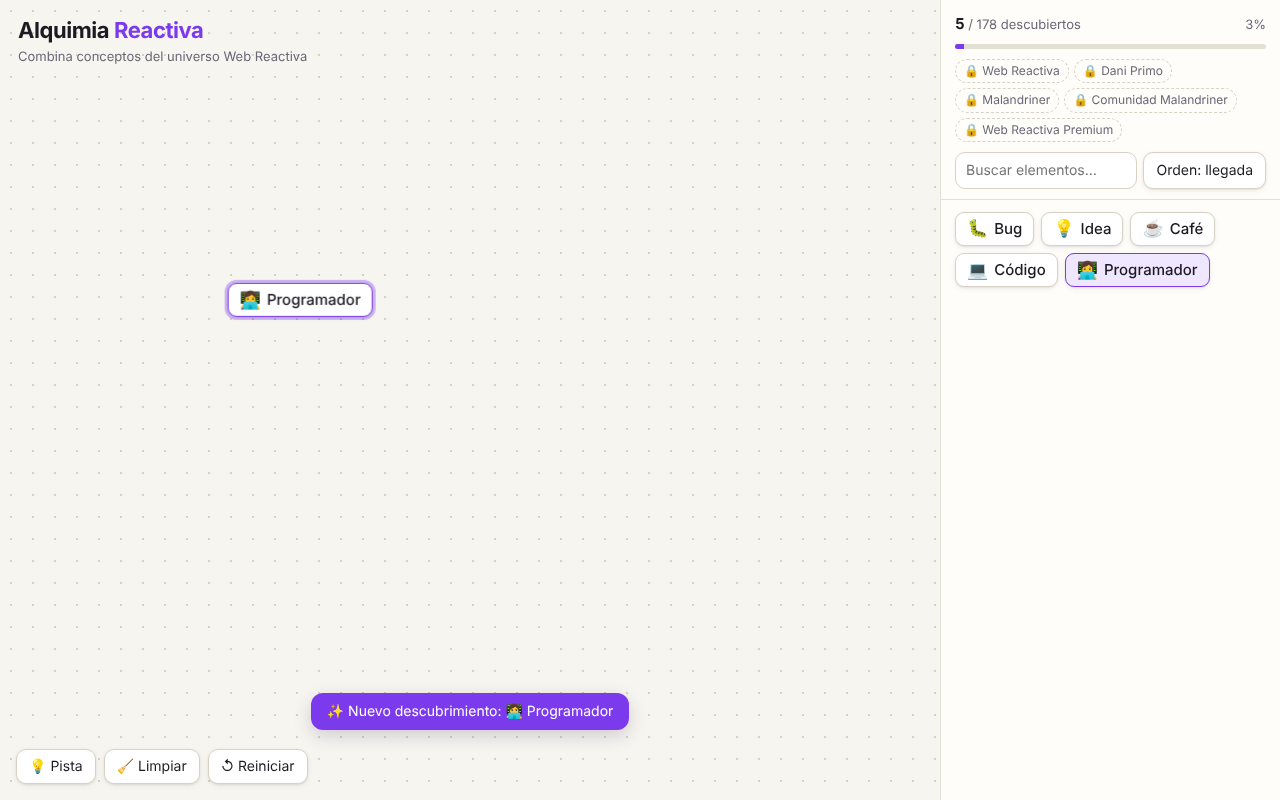 Alquimia Reactiva
Combina conceptos del universo Web Reactiva
5 / 178 descubiertos 3%
🔒 Web Reactiva 🔒 Dani Primo
🔒 Malandriner 🔒 Comunidad Malandriner
🔒 Web Reactiva Premium
Buscar elementos... Orden: llegada
🐛 Bug 💡 Idea ☕ Café
💻 Código 👩‍💻 Programador
👩‍💻 Programador
✨ Nuevo descubrimiento: 👩‍💻 Programador
💡 Pista 🧹 Limpiar ↺ Reiniciar